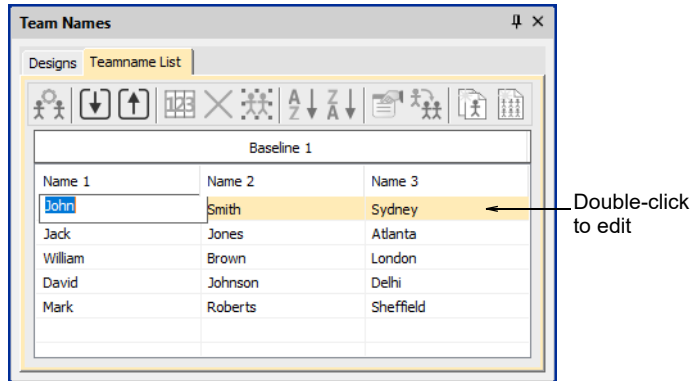 Team Names
Designs Teamname List
123 A Z Z A
Baseline 1
Name 1 Name 2 Name 3
John Smith Sydney
Jack Jones Atlanta
William Brown London
David Johnson Delhi
Mark Roberts Sheffield
Double-click
to edit